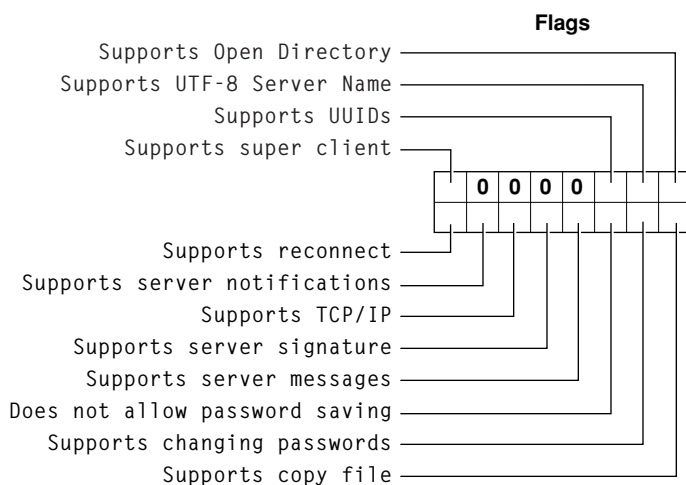 Flags
Supports Open Directory
Supports UTF-8 Server Name
Supports UUIDs
Supports super client
0 0 0 0
Supports reconnect
Supports server notifications
Supports TCP/IP
Supports server signature
Supports server messages
Does not allow password saving
Supports changing passwords
Supports copy file